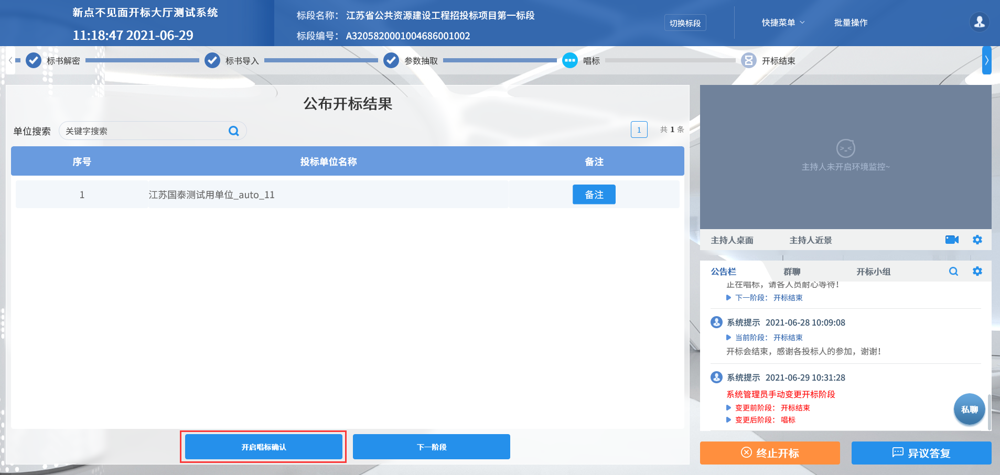 新点不见面开标大厅测试系统
11:18:47 2021-06-29
标段名称： 江苏省公共资源建设工程招投标项目第一标段
标段编号： A3205820001004686001002
切换标段
快捷菜单
批量操作
标书解密
标书导入
参数抽取
唱标
开标结束
公布开标结果
单位搜索
关键字搜索
1
共 1 条
序号 投标单位名称 备注
1 江苏国泰测试用单位_auto_11 备注
开启唱标确认
下一阶段
>_<
主持人未开启环境监控~
主持人桌面
主持人近景
公告栏
群聊
开标小组
正在唱标，请各人员耐心等待！
下一阶段： 开标结束
系统提示 2021-06-28 10:09:08
当前阶段： 开标结束
开标会结束，感谢各投标人的参加，谢谢！
系统提示 2021-06-29 10:31:28
系统管理员手动变更开标阶段
变更前阶段： 开标结束
变更后阶段： 唱标
私聊
终止开标
异议答复